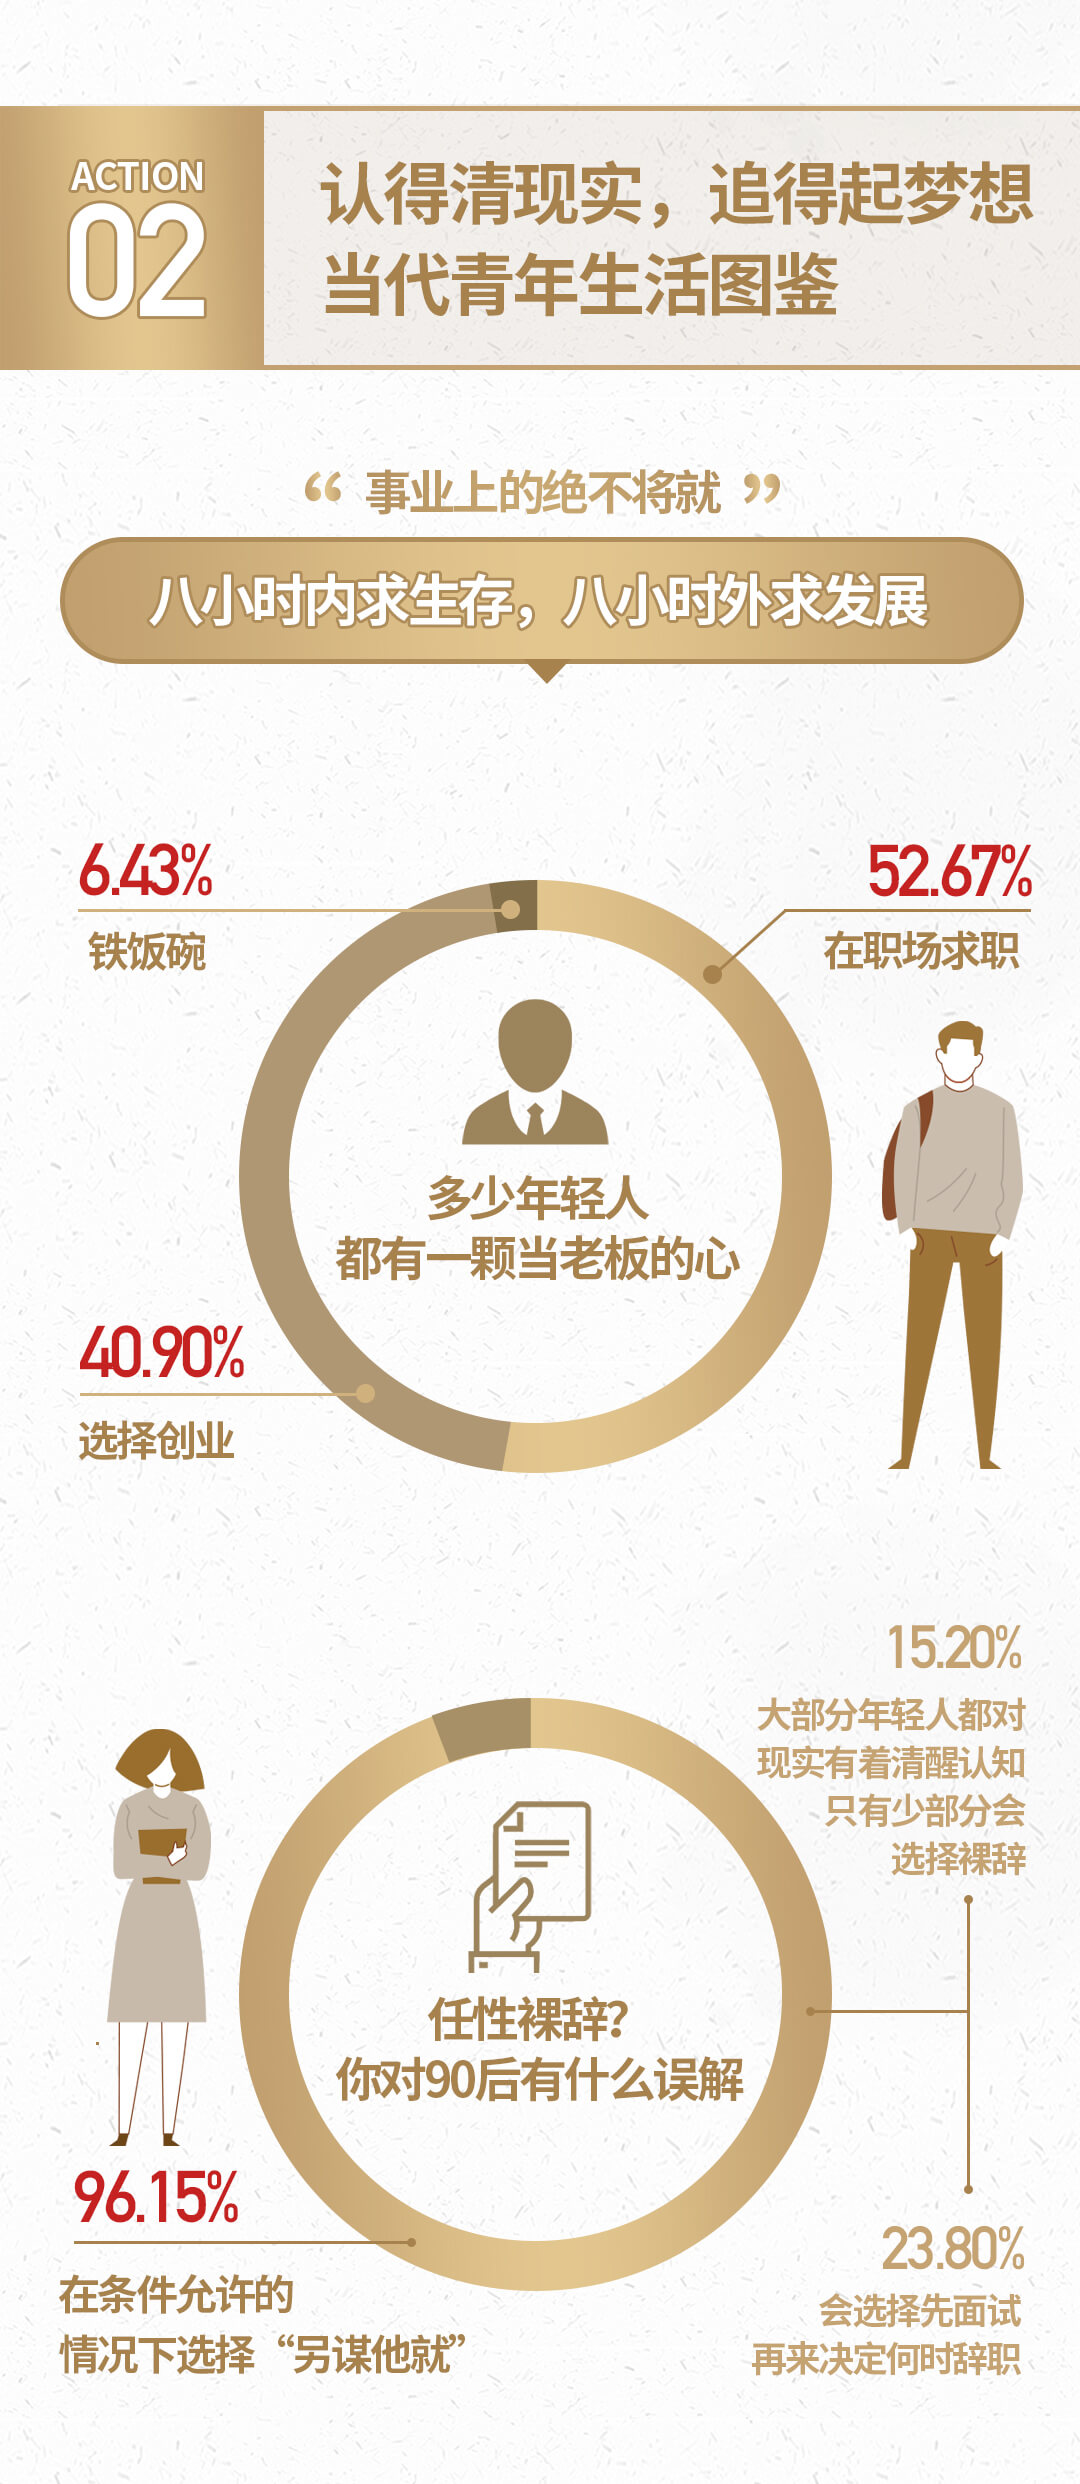 ACTION
02
认得清现实，追得起梦想
当代青年生活图鉴
“ 事业上的绝不将就 ”
八小时内求生存，八小时外求发展
6.43%
铁饭碗
52.67%
在职场求职
多少年轻人
都有一颗当老板的心
40.90%
选择创业
15.20%
大部分年轻人都对
现实有着清醒认知
只有少部分会
选择裸辞
任性裸辞?
你对90后有什么误解
96.15%
在条件允许的
情况下选择“另谋他就”
23.80%
会选择先面试
再来决定何时辞职